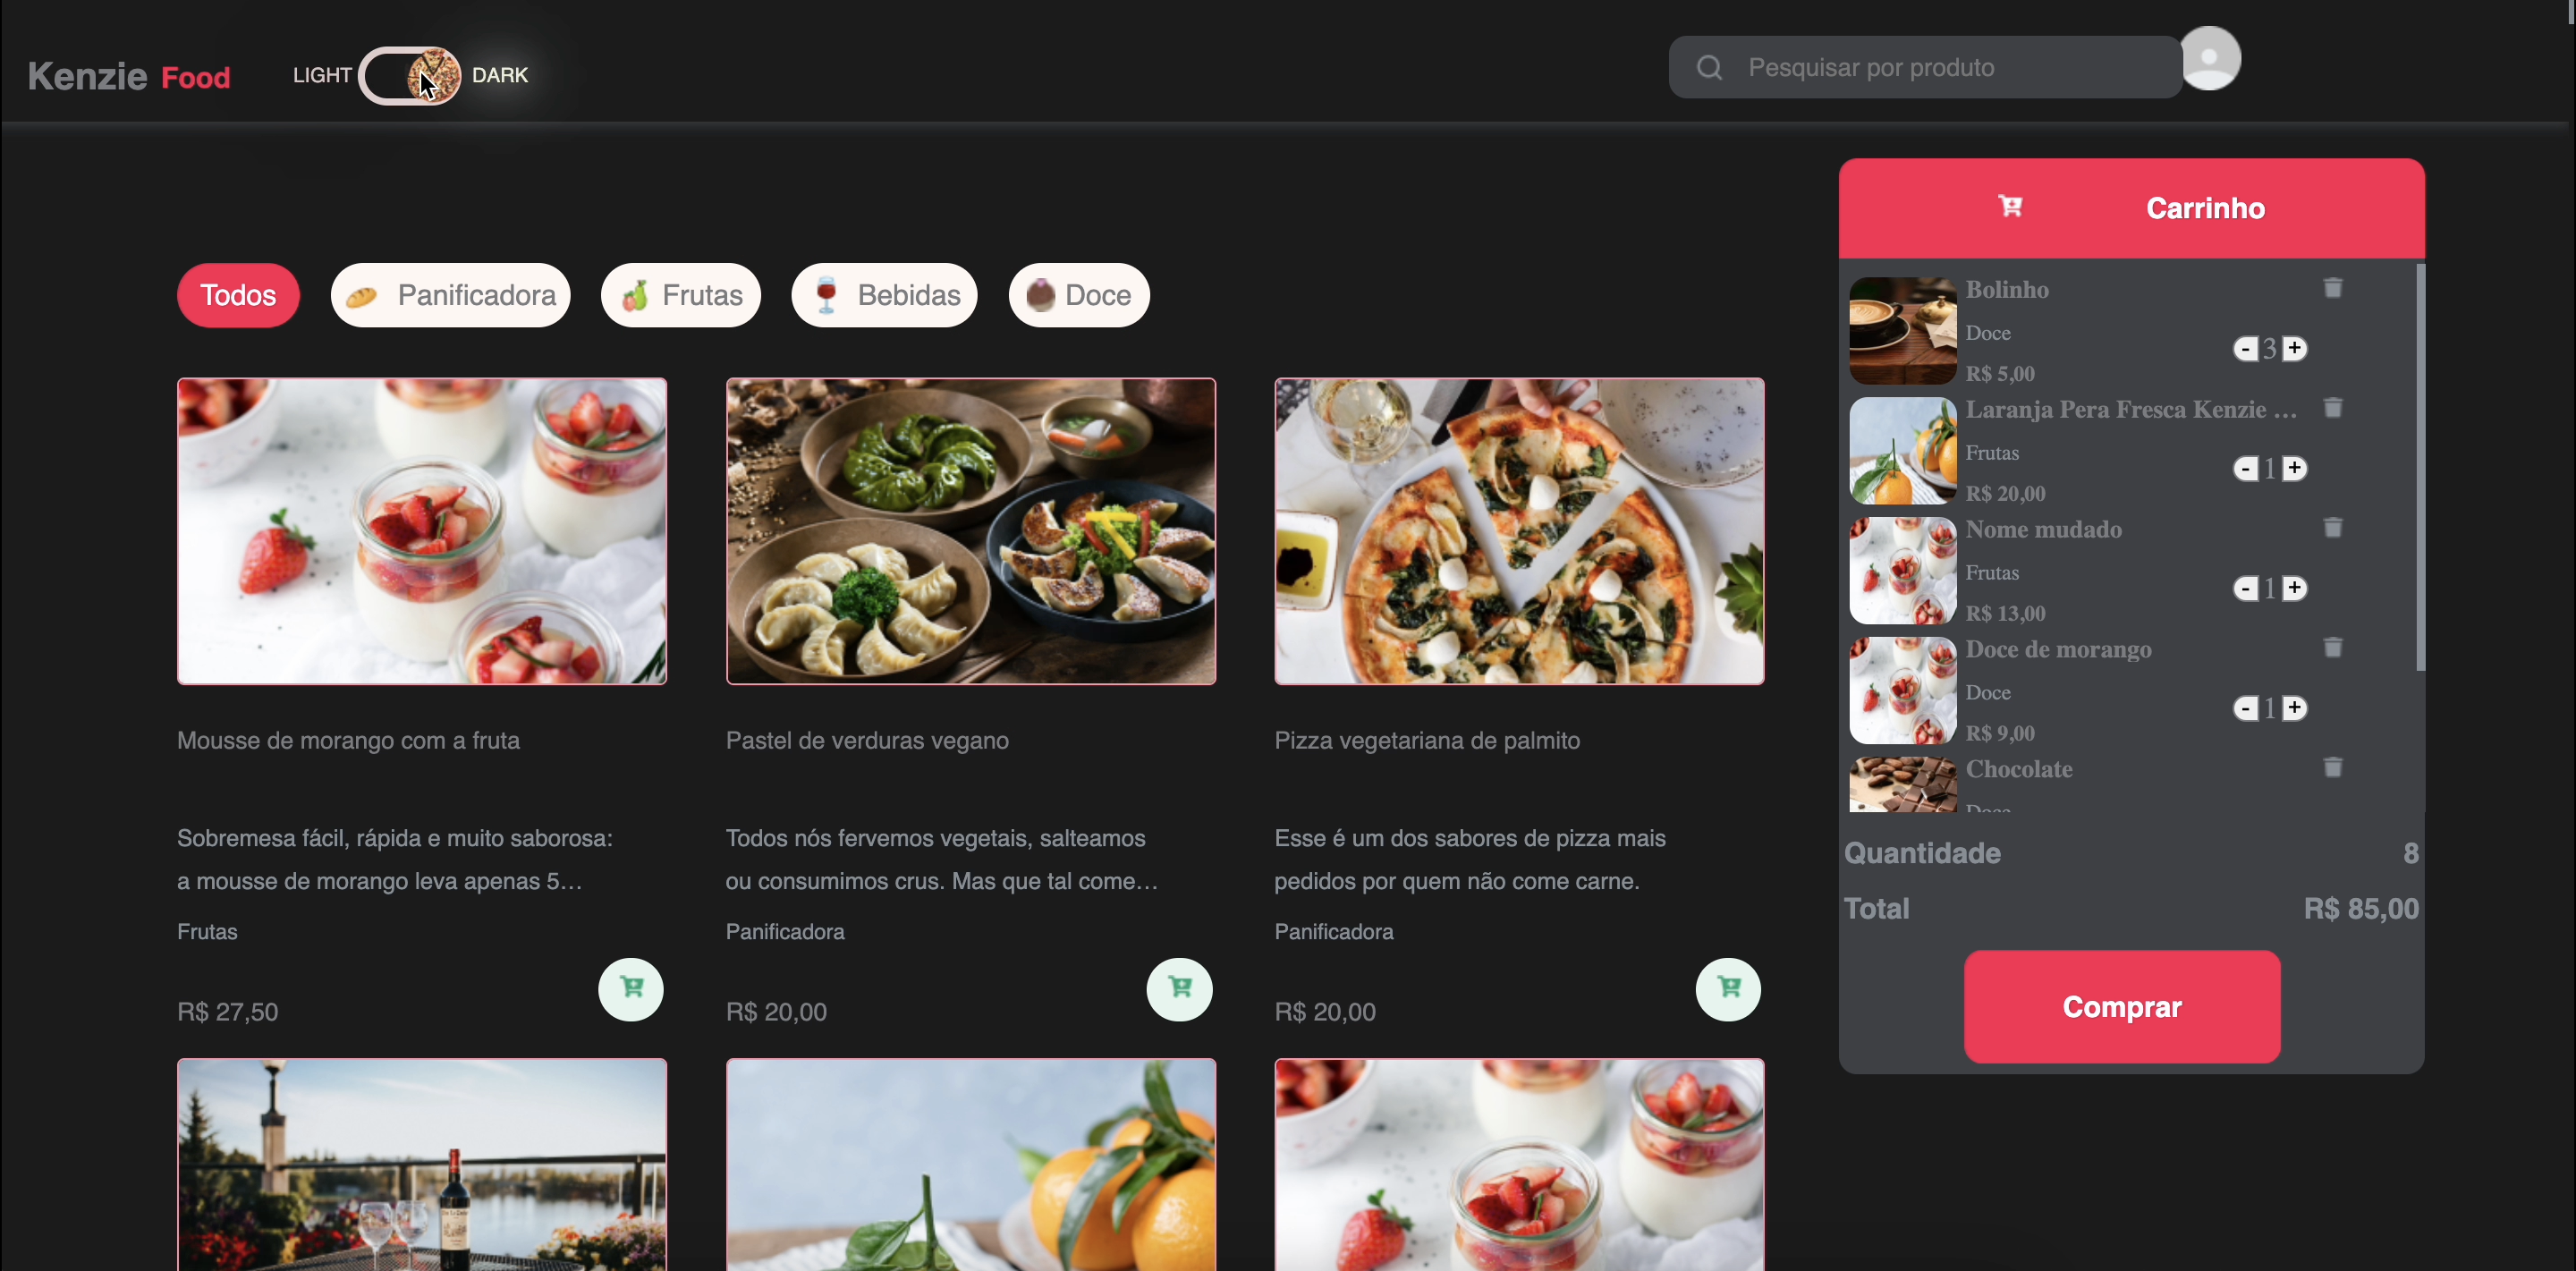 Kenzie Food
LIGHT
DARK
Pesquisar por produto
Todos
Panificadora
Frutas
Bebidas
Doce
Mousse de morango com a fruta
Sobremesa fácil, rápida e muito saborosa:
a mousse de morango leva apenas 5...
Frutas
R$ 27,50
Pastel de verduras vegano
Todos nós fervemos vegetais, salteamos
ou consumimos crus. Mas que tal come...
Panificadora
R$ 20,00
Pizza vegetariana de palmito
Esse é um dos sabores de pizza mais
pedidos por quem não come carne.
Panificadora
R$ 20,00
Carrinho
Bolinho
Doce
- 3 +
R$ 5,00
Laranja Pera Fresca Kenzie ...
Frutas
- 1 +
R$ 20,00
Nome mudado
Frutas
- 1 +
R$ 13,00
Doce de morango
Doce
- 1 +
R$ 9,00
Chocolate
Doce
Quantidade 8
Total R$ 85,00
Comprar